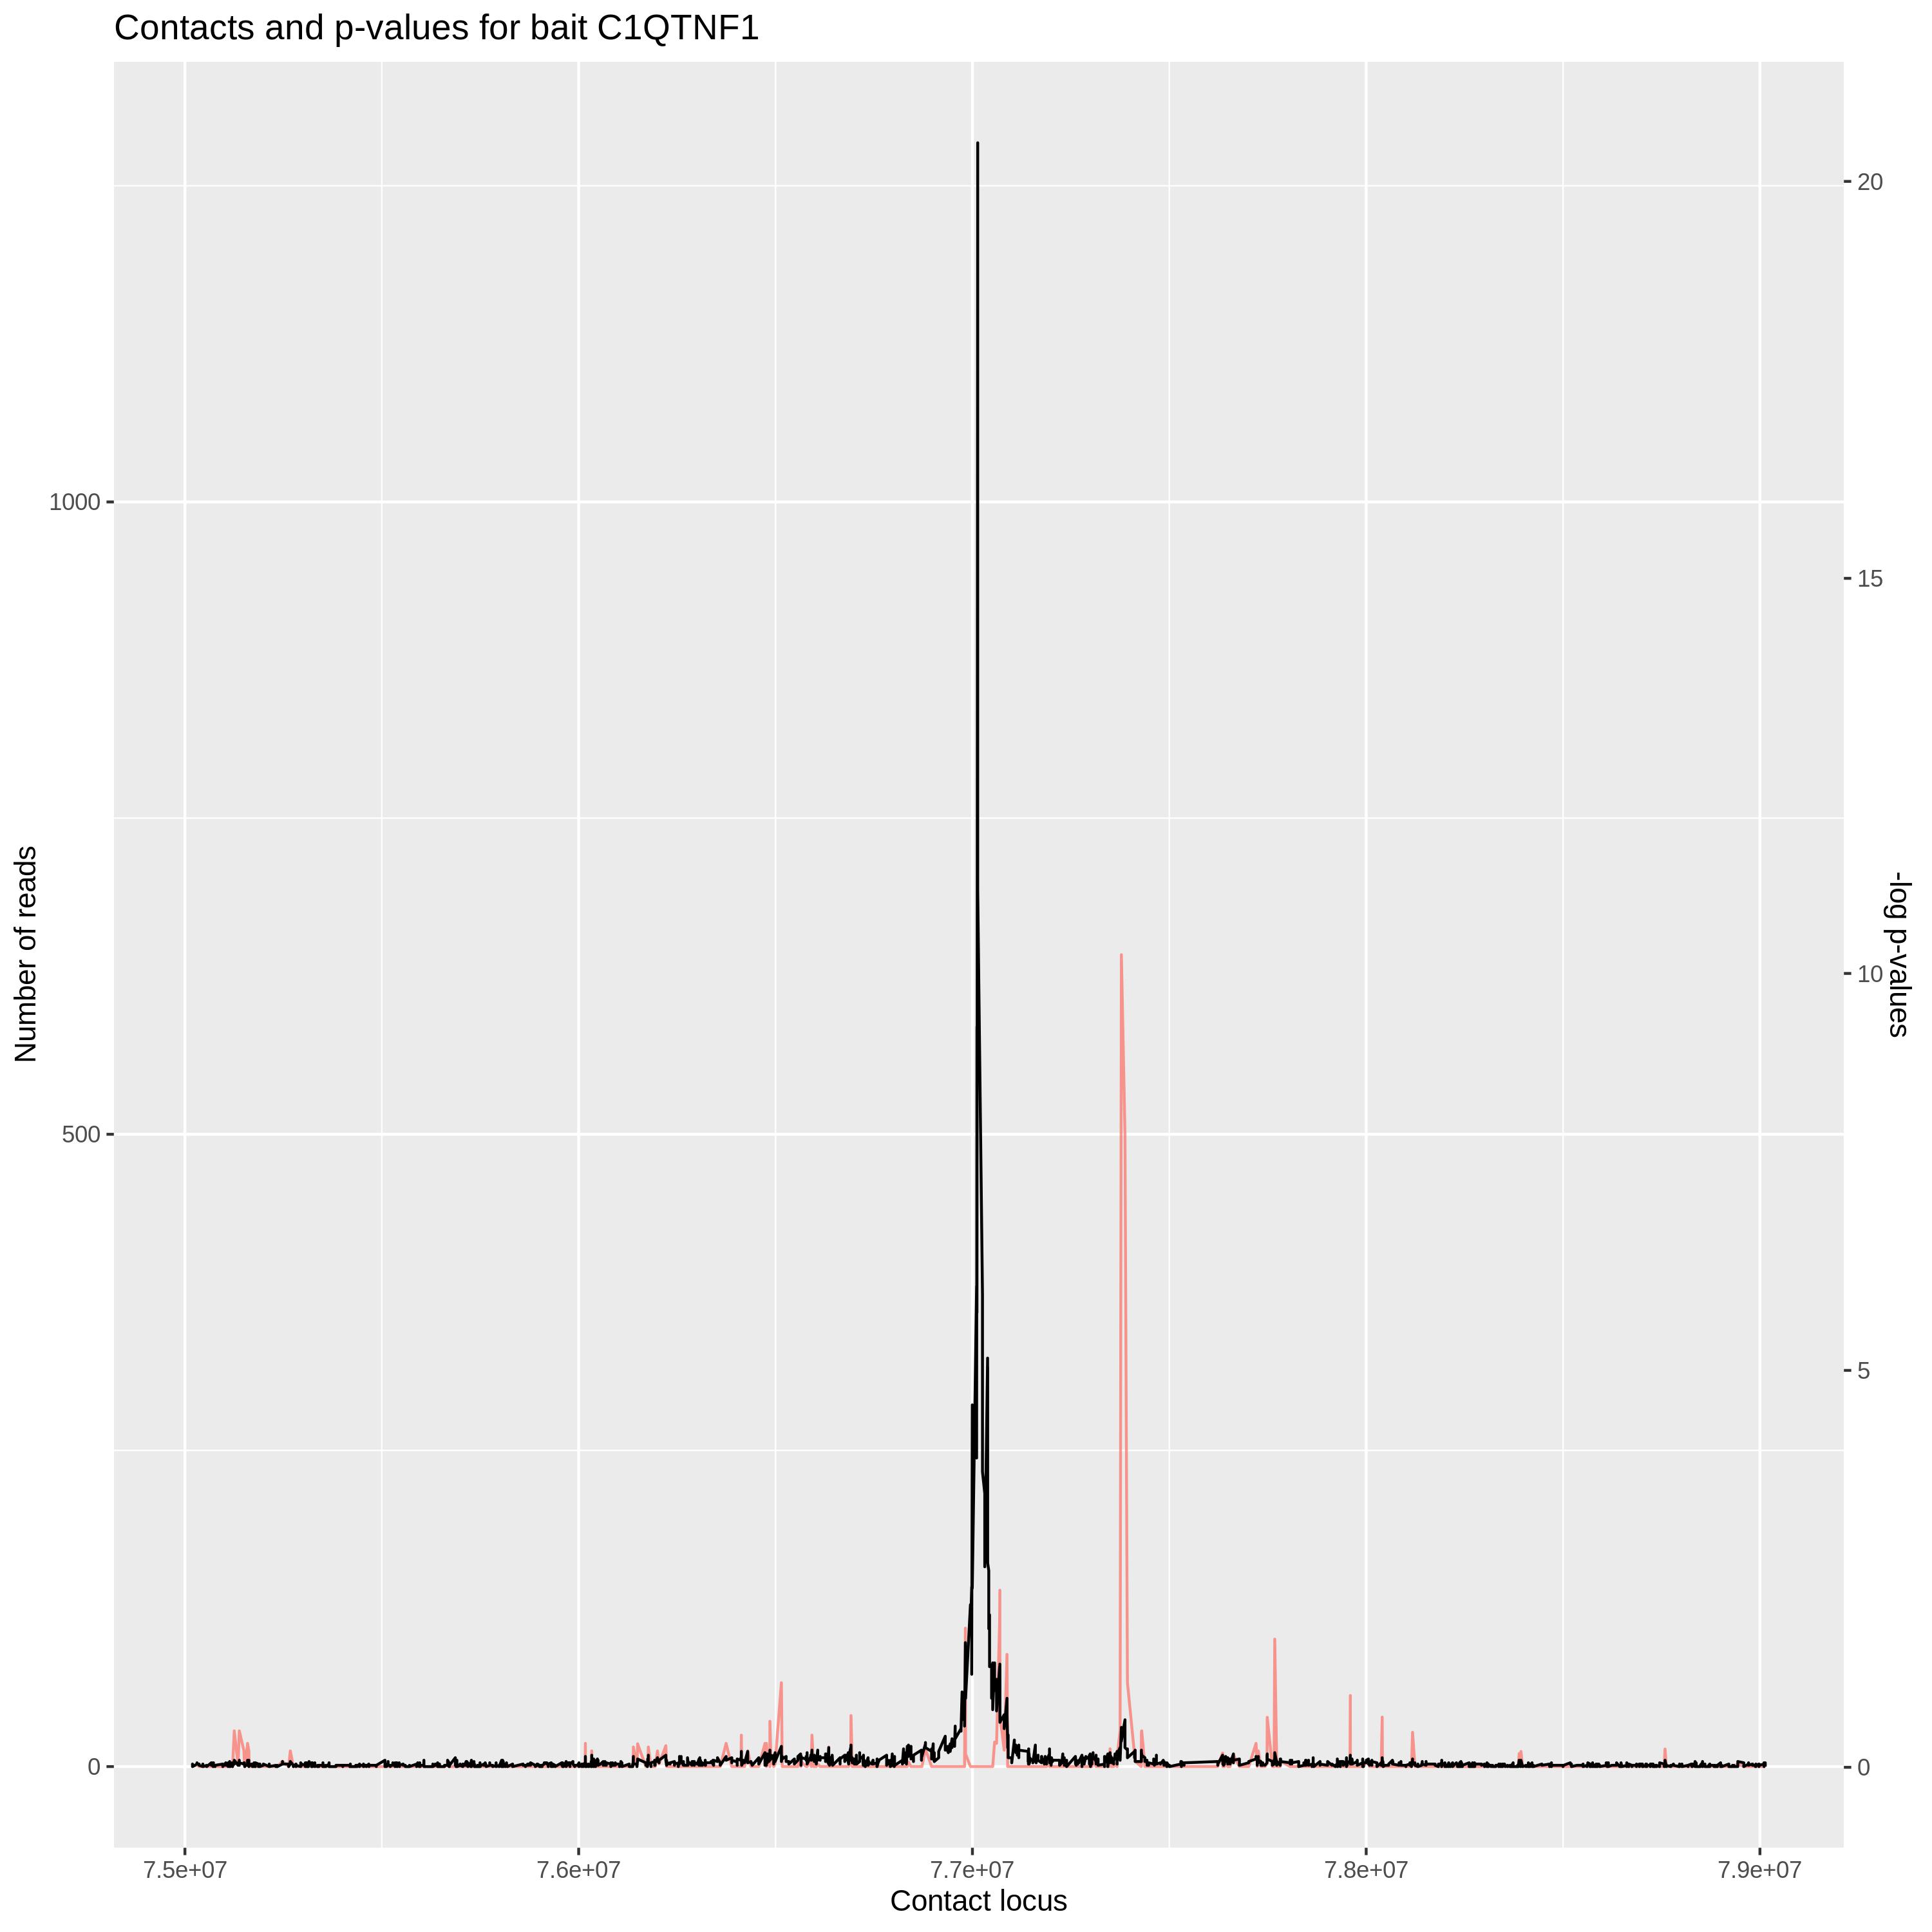 Contacts and p-values for bait C1QTNF1
1000
500
0
Number of reads
20
15
10
5
0
-log p-values
7.5e+07
7.6e+07
7.7e+07
7.8e+07
7.9e+07
Contact locus